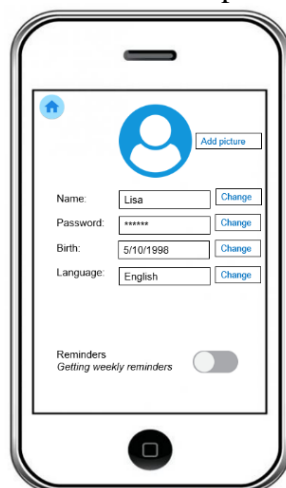 Add picture
Name: Lisa Change
Password: ****** Change
Birth: 5/10/1998 Change
Language: English Change
Reminders
Getting weekly reminders